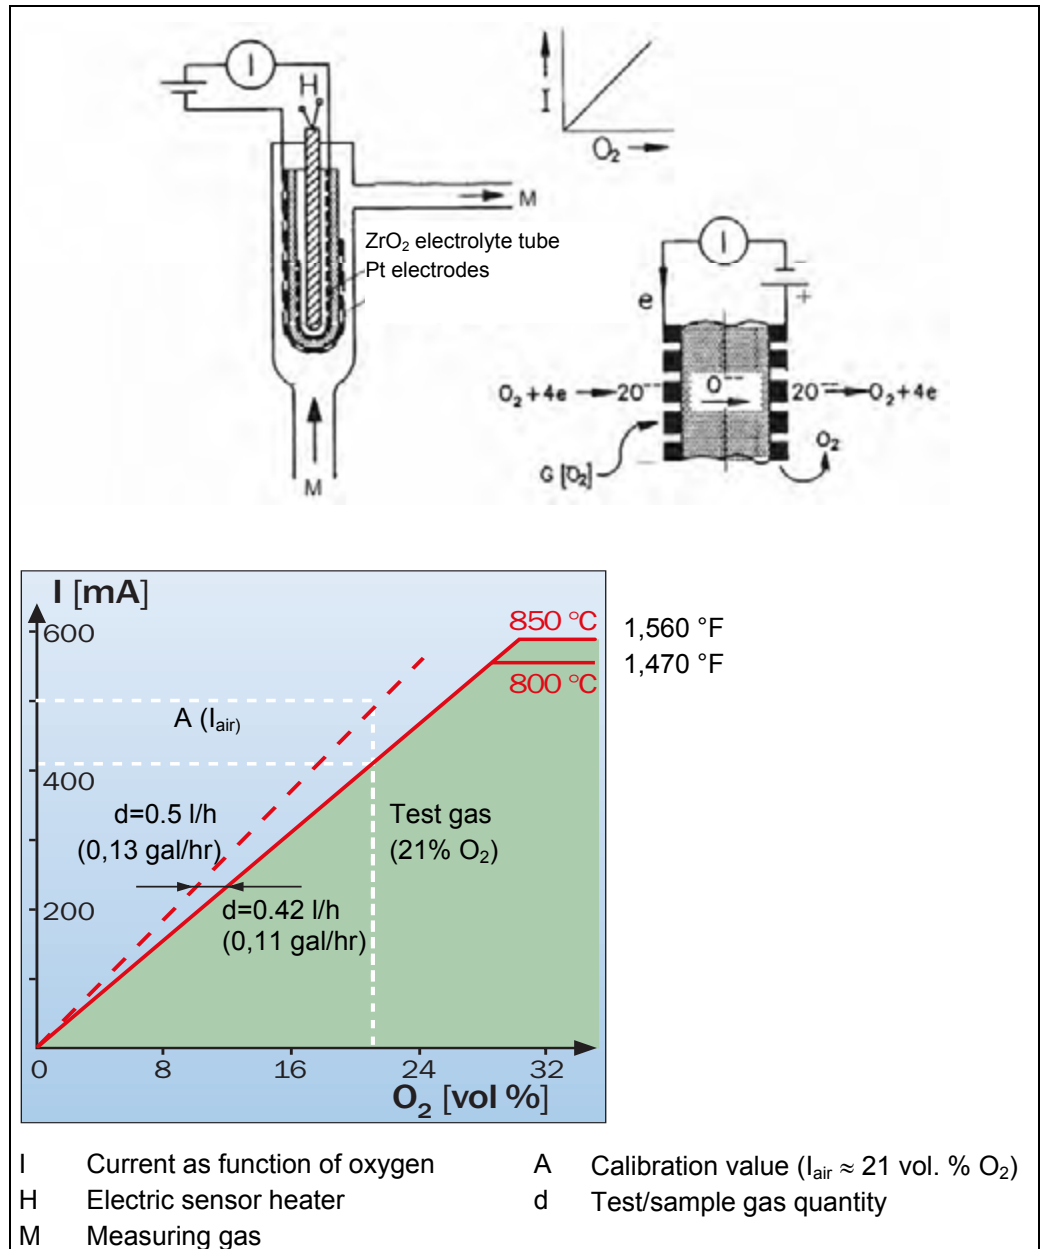 I
H
I
O₂
M
ZrO₂ electrolyte tube
Pt electrodes
M
I
–
+
e
O₂ + 4e → 2O⁻⁻
O⁻⁻
2O⁻⁻ → O₂ + 4e
G [O₂]
–
O₂
I [mA]
600
400
200
850 °C
1,560 °F
800 °C
1,470 °F
A (Iair)
d=0.5 l/h
(0,13 gal/hr)
Test gas
(21% O₂)
d=0.42 l/h
(0,11 gal/hr)
0 8 16 24 32
O₂ [vol %]
I Current as function of oxygen
A Calibration value (Iair ≈ 21 vol. % O₂)
H Electric sensor heater
d Test/sample gas quantity
M Measuring gas